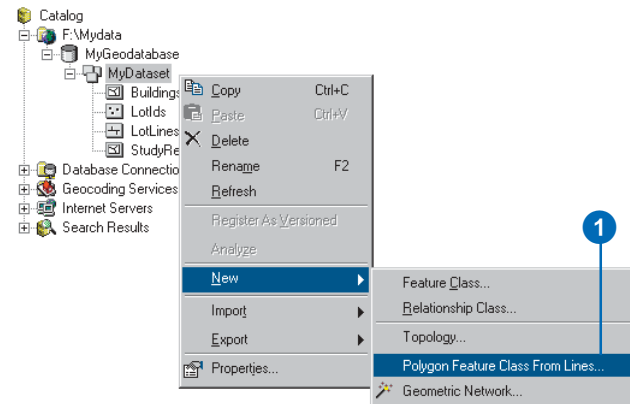 Catalog
F:\Mydata
MyGeodatabase
MyDataset
Buildings
LotIds
LotLines
StudyRe
Database Connectio
Geocoding Services
Internet Servers
Search Results
Copy Ctrl+C
Paste Ctrl+V
Delete
Rename F2
Refresh
Register As Versioned
Analyze
New
Import
Export
Properties...
1
Feature Class...
Relationship Class...
Topology...
Polygon Feature Class From Lines...
Geometric Network...